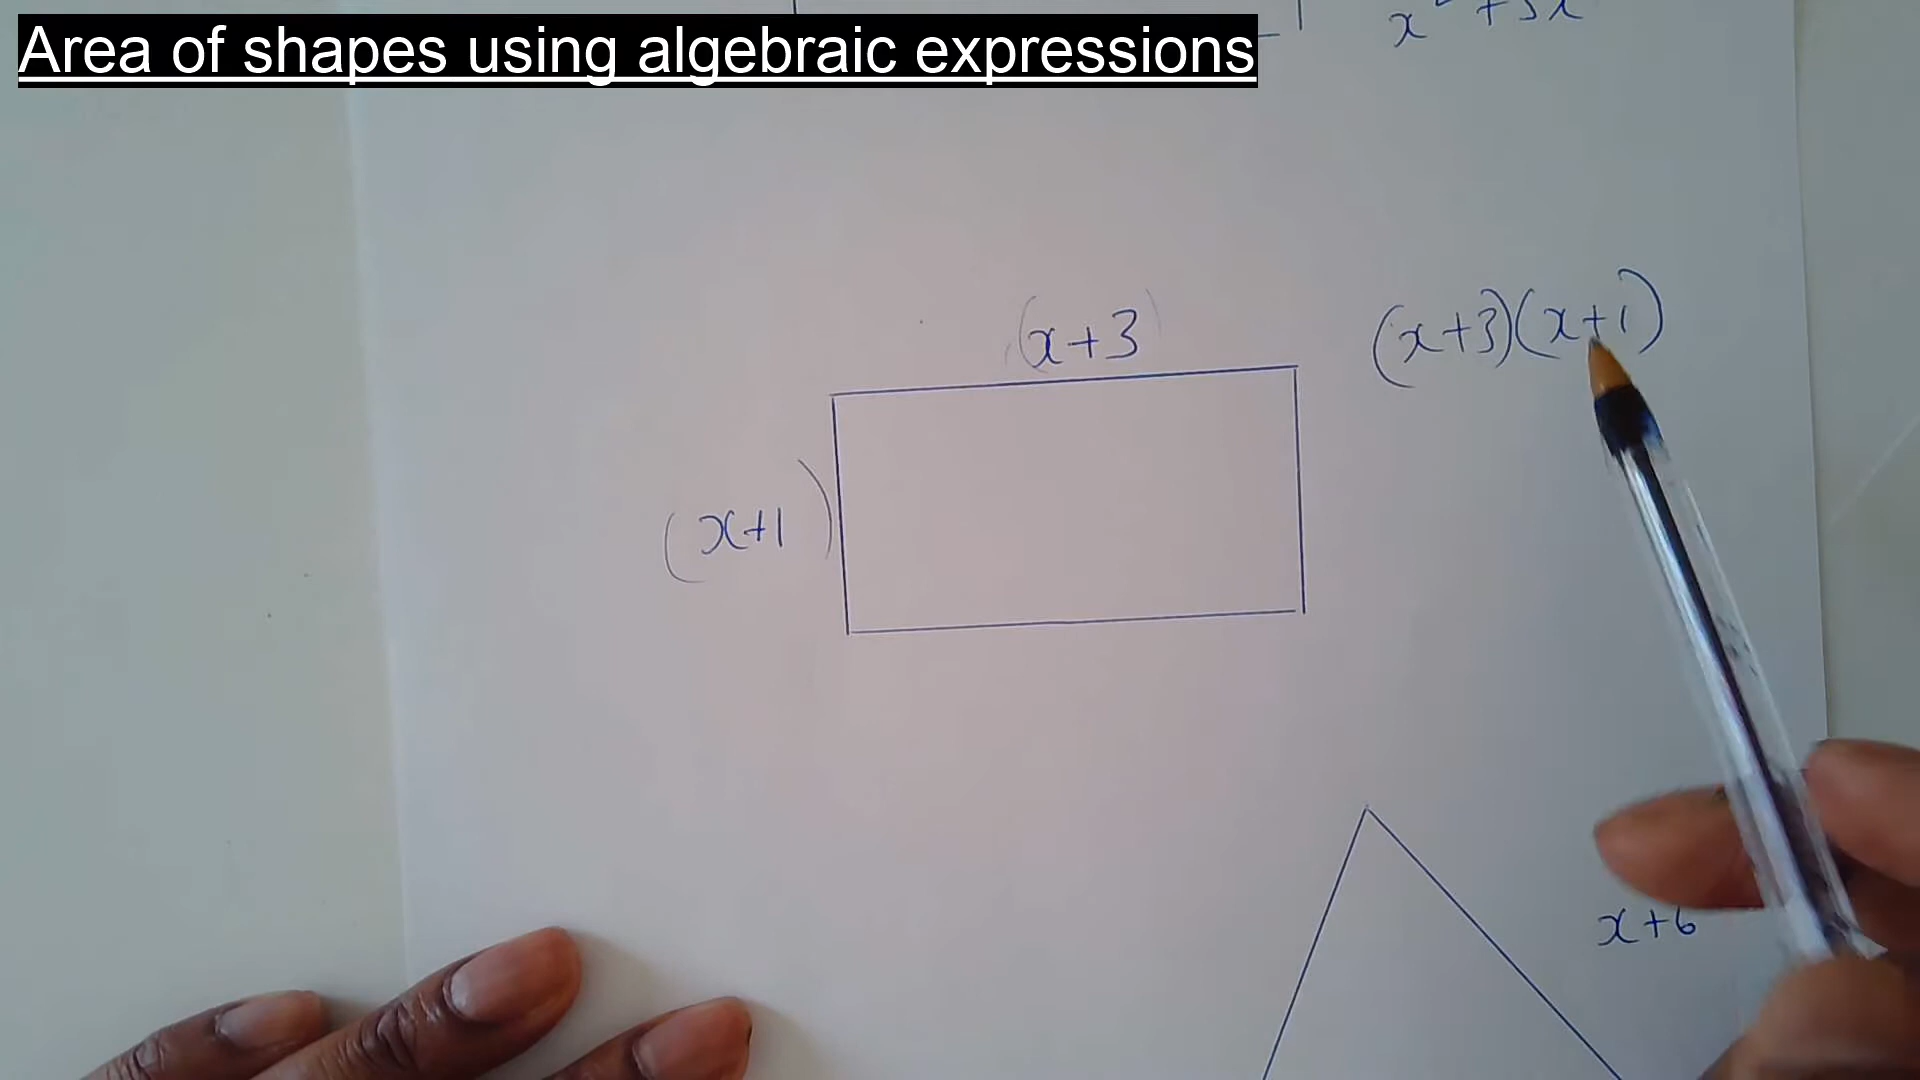 Area of shapes using algebraic expressions
(x+3)
(x+3)(x+1)
(x+1)
x+6